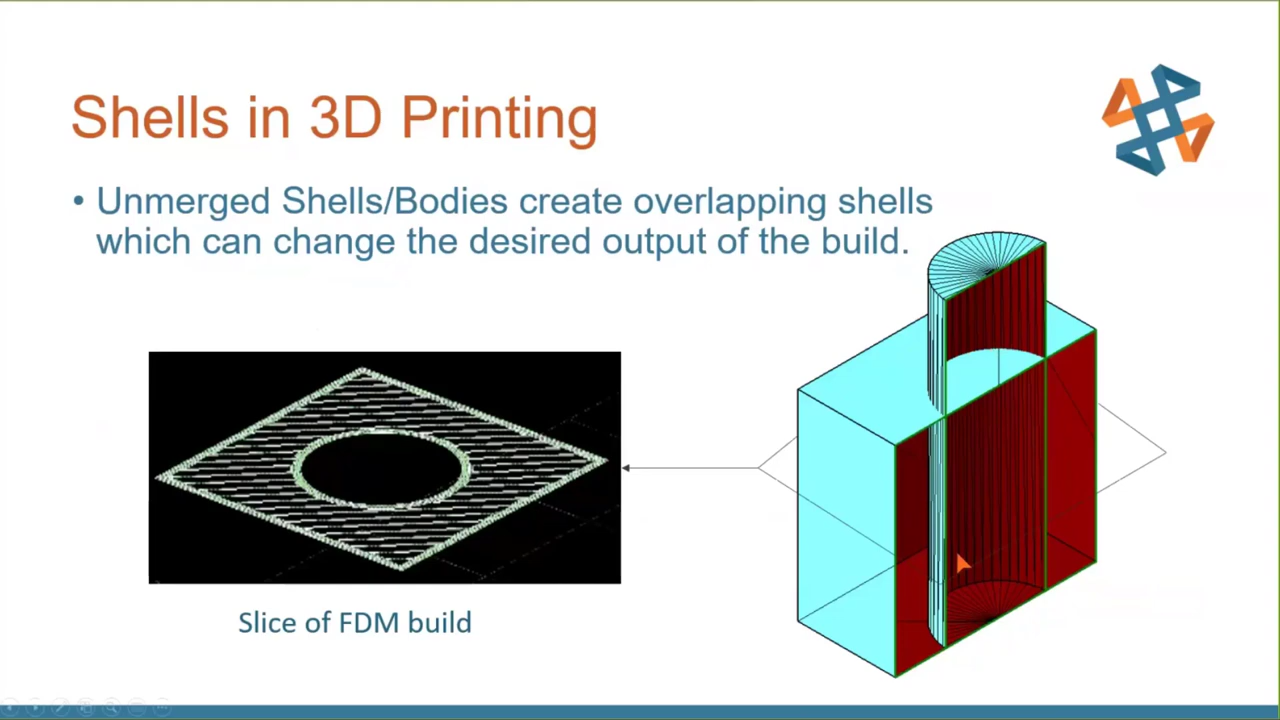 Shells in 3D Printing
• Unmerged Shells/Bodies create overlapping shells
which can change the desired output of the build.
Slice of FDM build